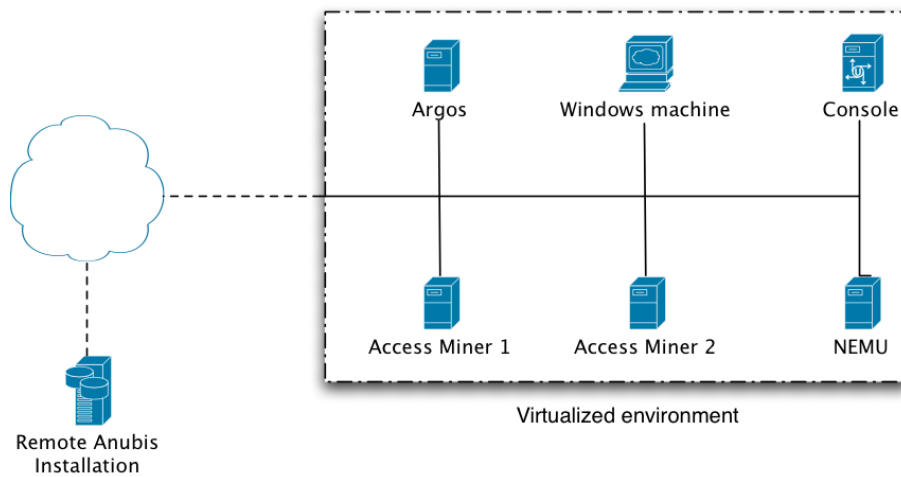 Argos
Windows machine
Console
Access Miner 1
Access Miner 2
NEMU
Virtualized environment
Remote Anubis
Installation